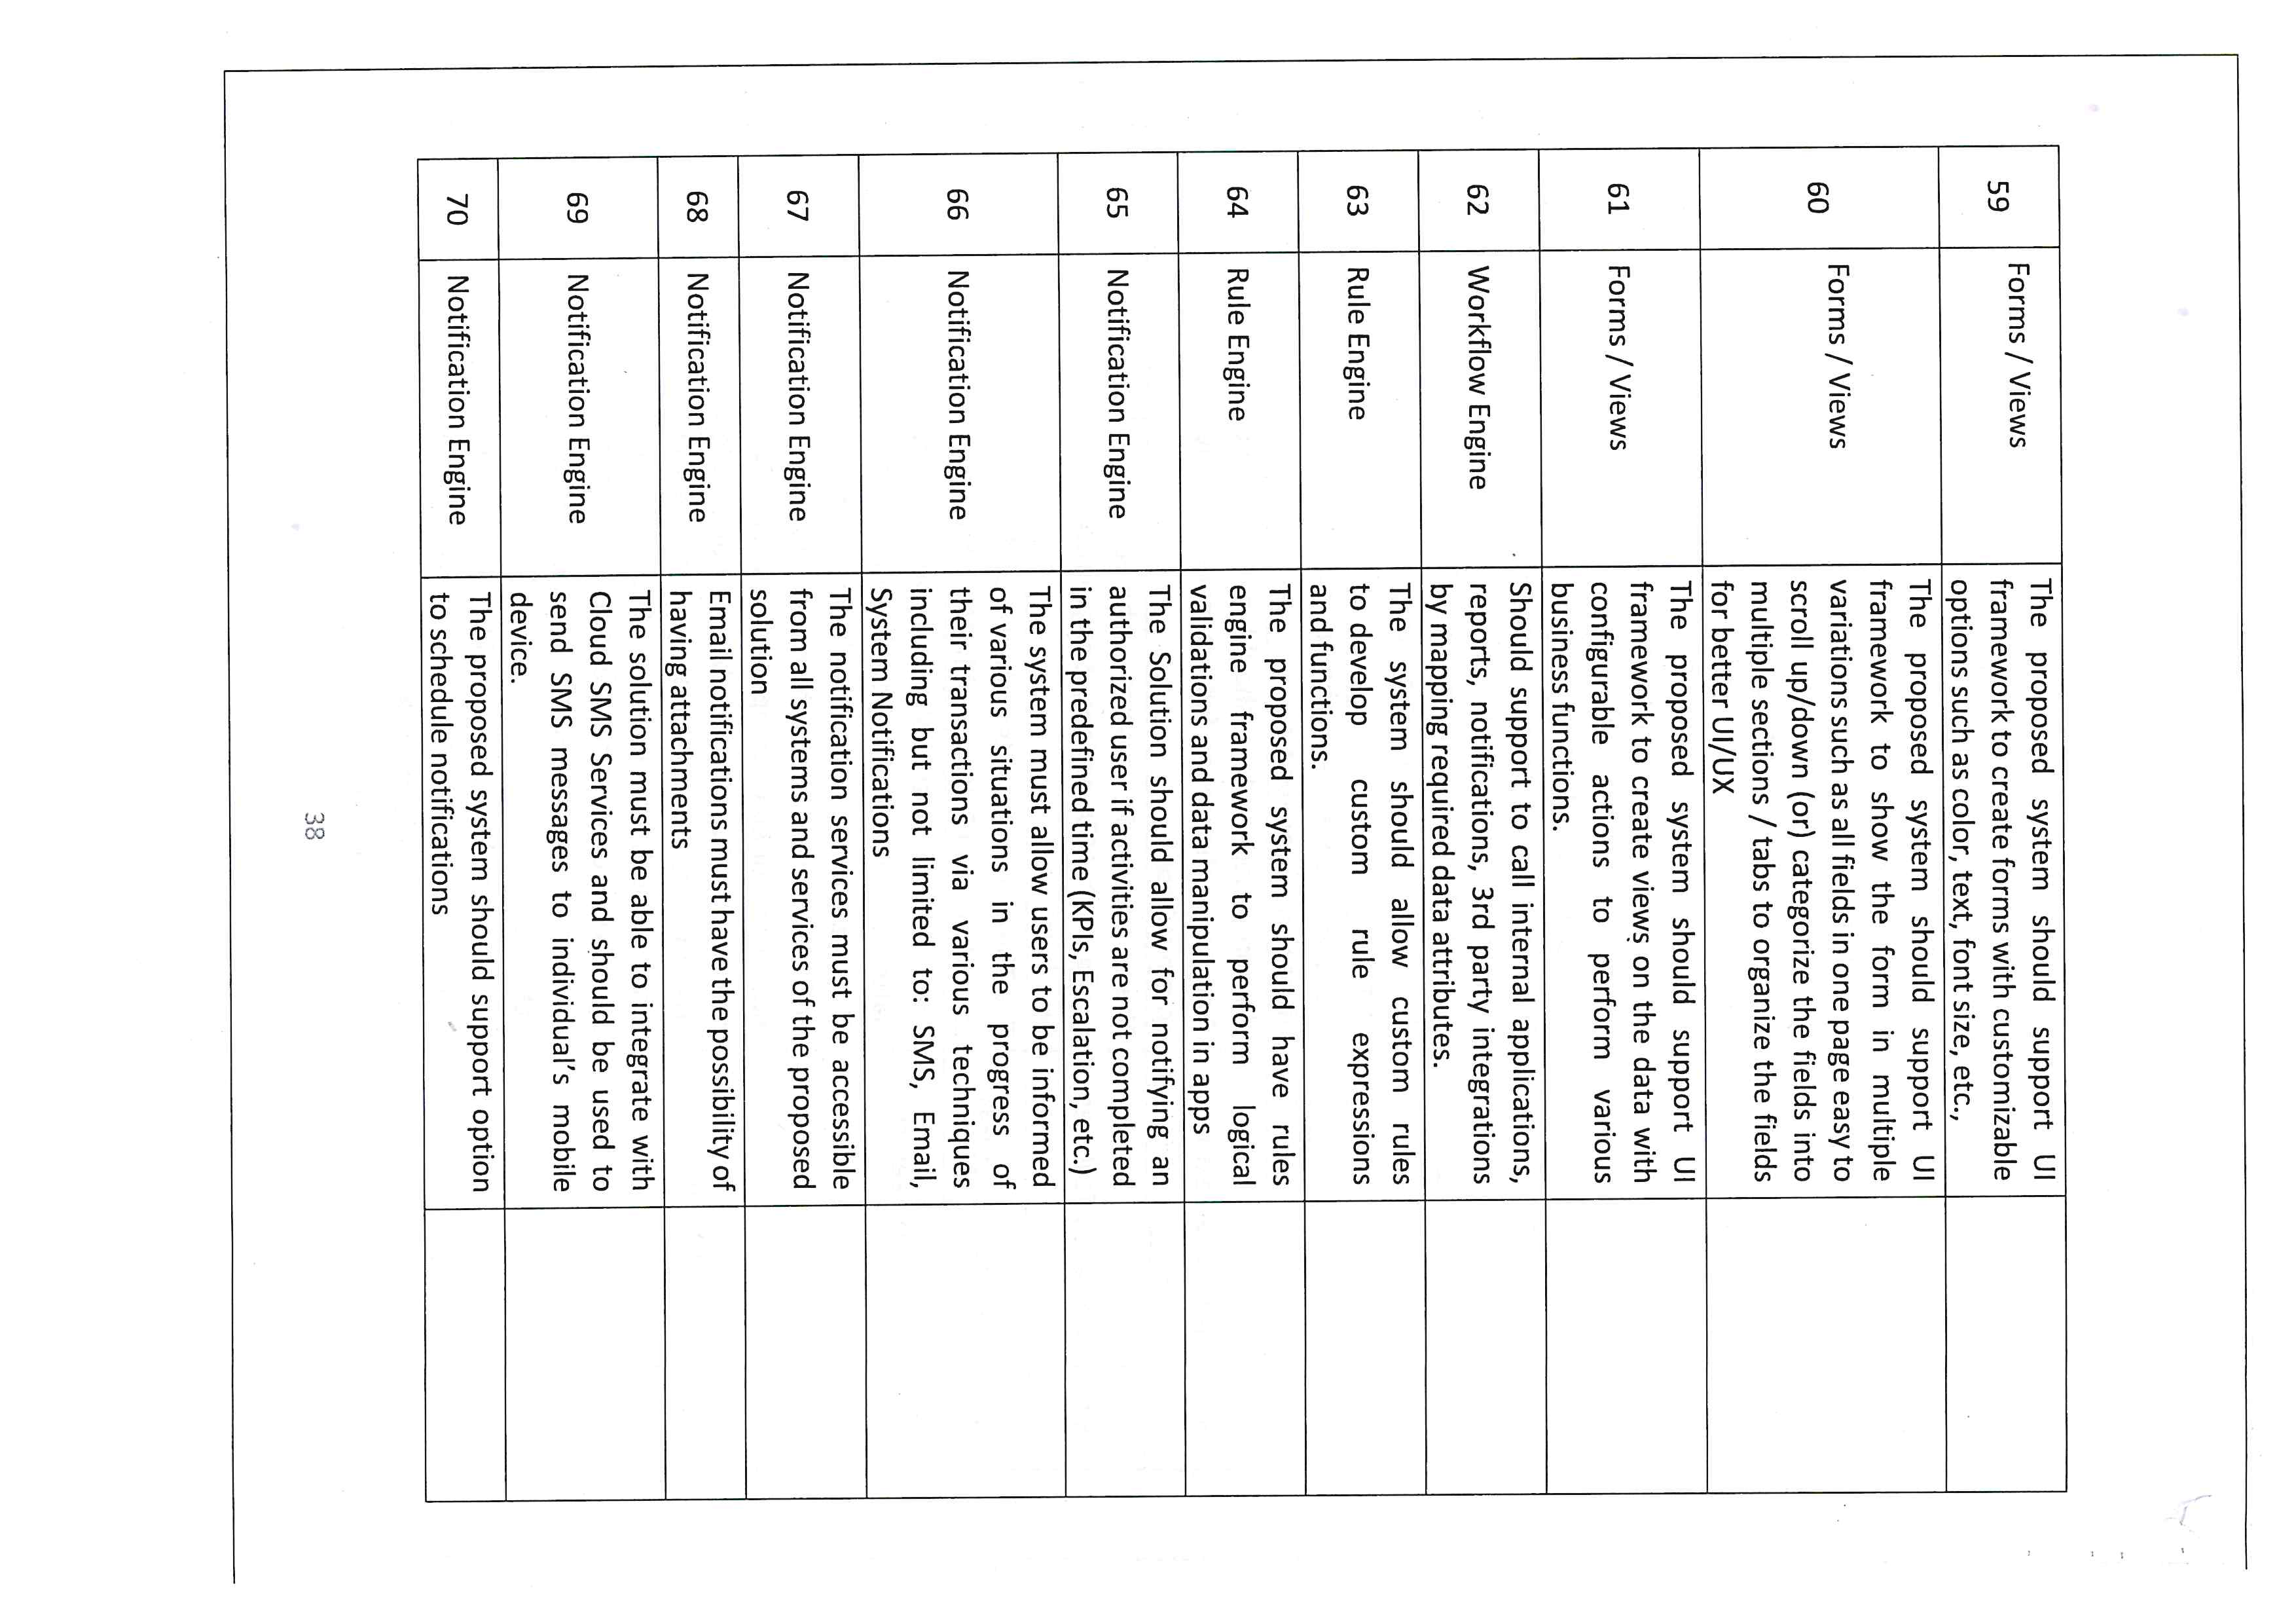 59
Forms / Views
The proposed system should support UI
framework to create forms with customizable
options such as color, text, font size, etc.,
60
Forms / Views
The proposed system should support UI
framework to show the form in multiple
variations such as all fields in one page easy to
scroll up/down (or) categorize the fields into
multiple sections / tabs to organize the fields
for better UI/UX
61
Forms / Views
The proposed system should support UI
framework to create views on the data with
configurable actions to perform various
business functions.
62
Workflow Engine
Should support to call internal applications,
reports, notifications, 3rd party integrations
by mapping required data attributes.
63
Rule Engine
The system should allow custom rules
to develop custom rule expressions
and functions.
64
Rule Engine
The proposed system should have rules
engine framework to perform logical
validations and data manipulation in apps
65
Notification Engine
The Solution should allow for notifying an
authorized user if activities are not completed
in the predefined time (KPIs, Escalation, etc.)
66
Notification Engine
The system must allow users to be informed
of various situations in the progress of
their transactions via various techniques
including but not limited to: SMS, Email,
System Notifications
67
Notification Engine
The notification services must be accessible
from all systems and services of the proposed
solution
68
Notification Engine
Email notifications must have the possibility of
having attachments
69
Notification Engine
The solution must be able to integrate with
Cloud SMS Services and should be used to
send SMS messages to individual's mobile
device.
70
Notification Engine
The proposed system should support option
to schedule notifications
38